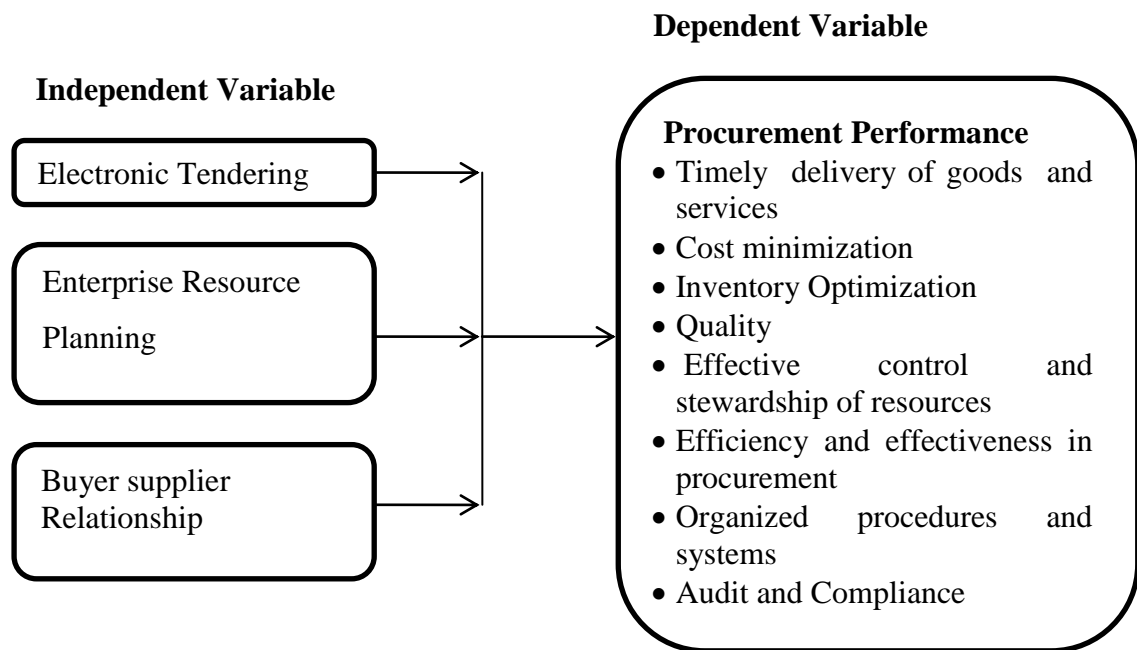 Dependent Variable
Independent Variable
Electronic Tendering
Enterprise Resource
Planning
Buyer supplier
Relationship
Procurement Performance
• Timely delivery of goods and
services
• Cost minimization
• Inventory Optimization
• Quality
• Effective control and
stewardship of resources
• Efficiency and effectiveness in
procurement
• Organized procedures and
systems
• Audit and Compliance